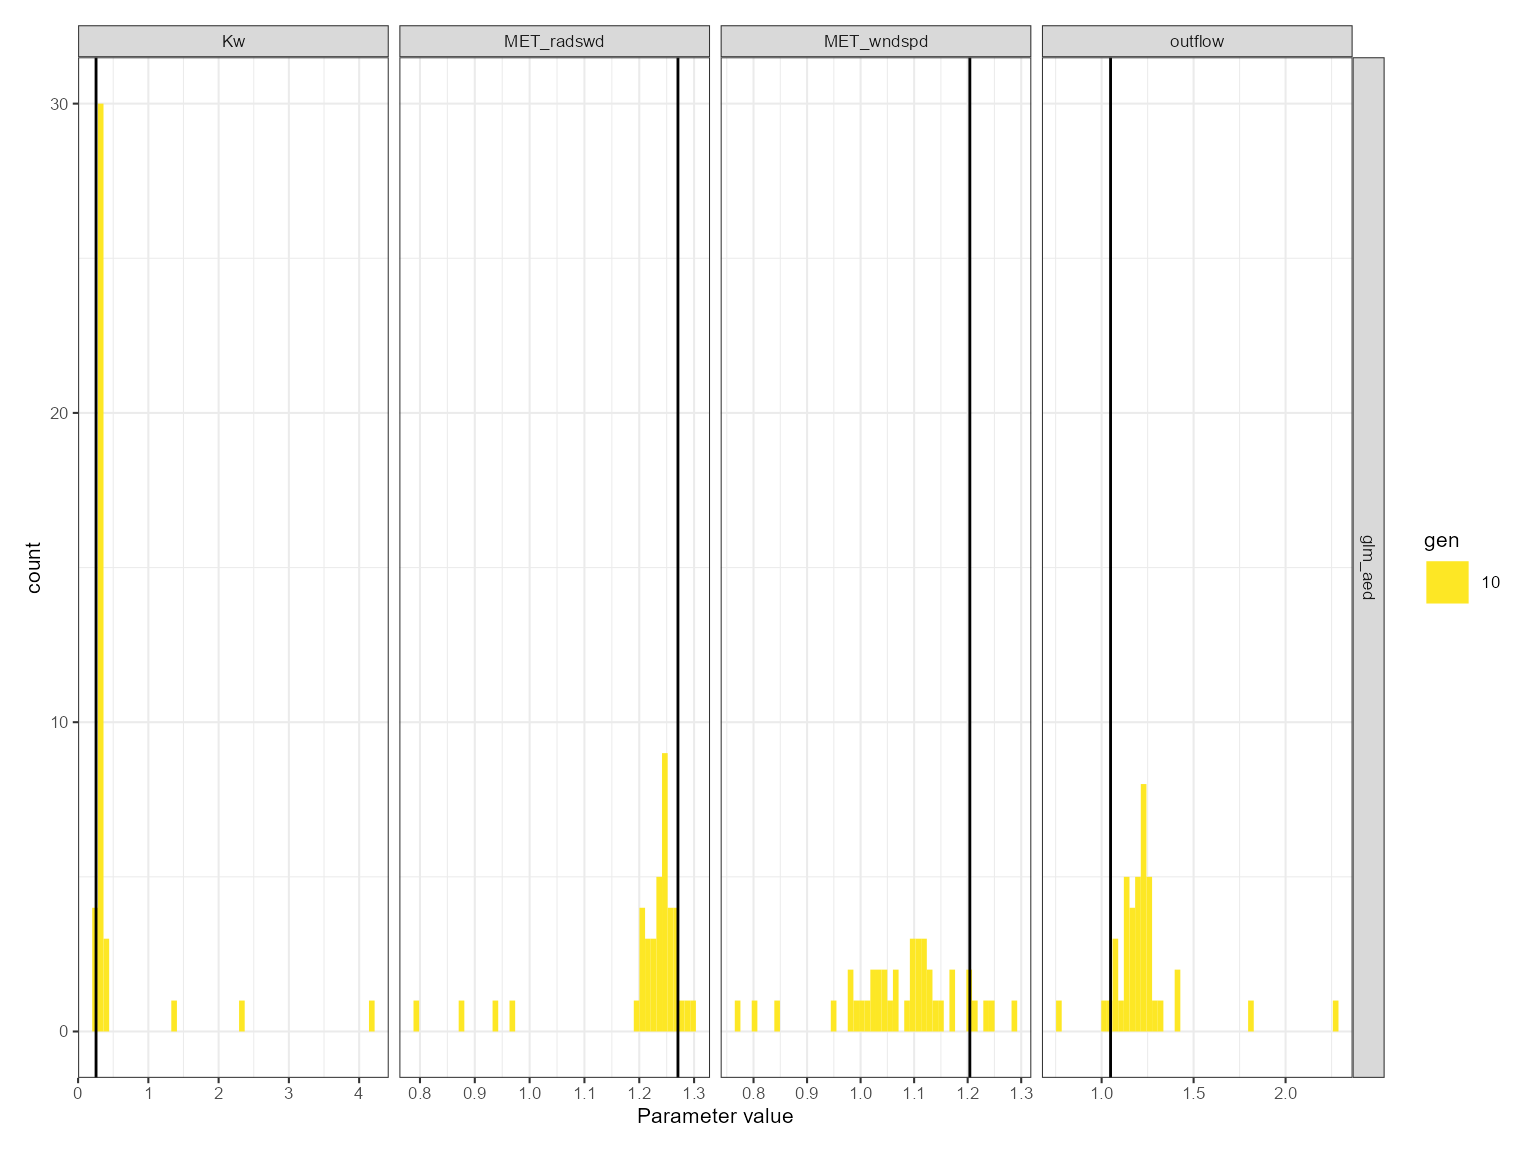 Kw MET_radswd MET_wndspd outflow
30
20
10
0
count
glm_aed
gen
10
0 1 2 3 4 0.8 0.9 1.0 1.1 1.2 1.3 0.8 0.9 1.0 1.1 1.2 1.3 1.0 1.5 2.0
Parameter value